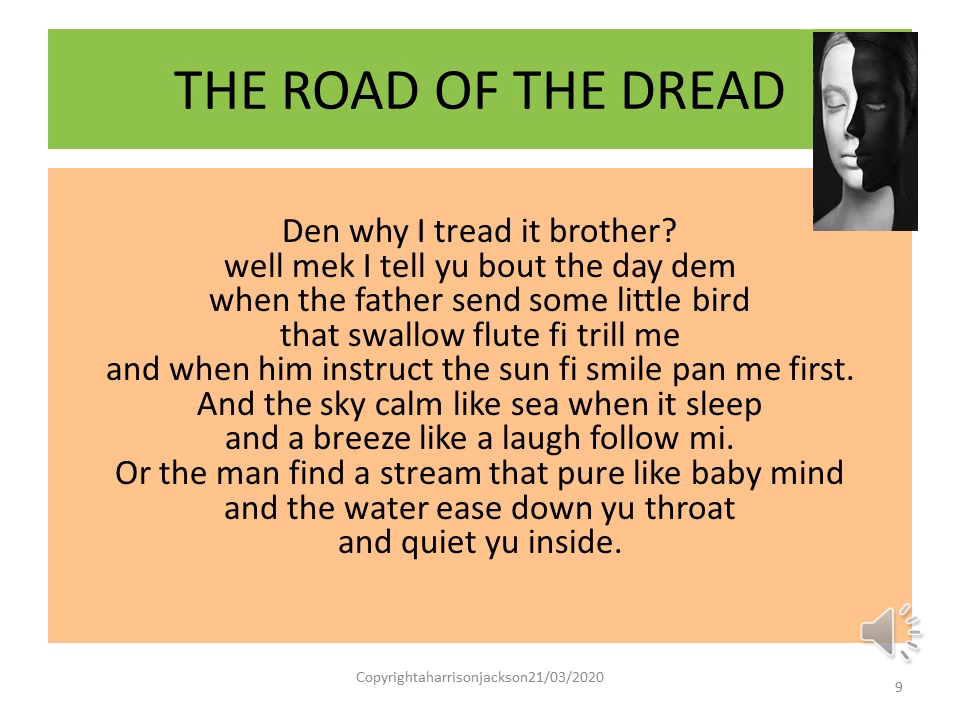 THE ROAD OF THE DREAD
Den why I tread it brother?
well mek I tell yu bout the day dem
when the father send some little bird
that swallow flute fi trill me
and when him instruct the sun fi smile pan me first.
And the sky calm like sea when it sleep
and a breeze like a laugh follow mi.
Or the man find a stream that pure like baby mind
and the water ease down yu throat
and quiet yu inside.
Copyrightaharrisonjackson21/03/2020
9